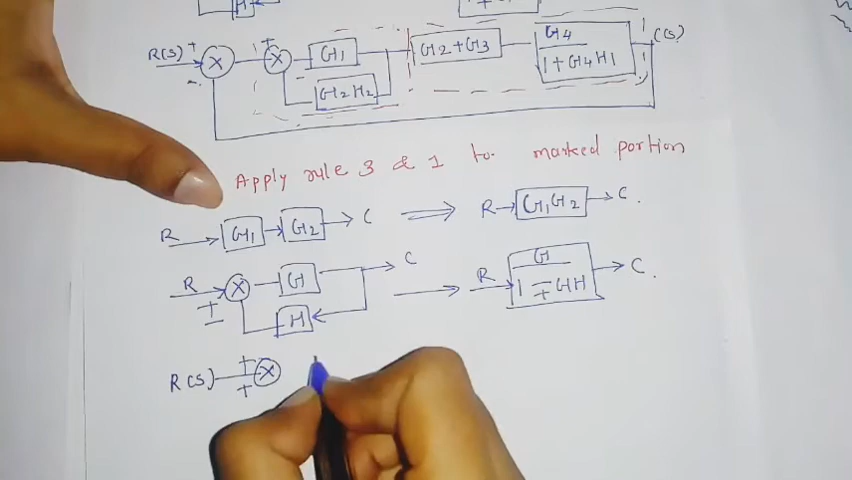 H
R(S) + X + X G1 G2+G3 G4 C(S)
- - G2H2 1+G4H1
Apply rule 3 & 1 to marked portion
R G1 G2 C ⇒ R G1G2 C.
R X G C → R G C.
± H 1∓GH
R(S) + X
+